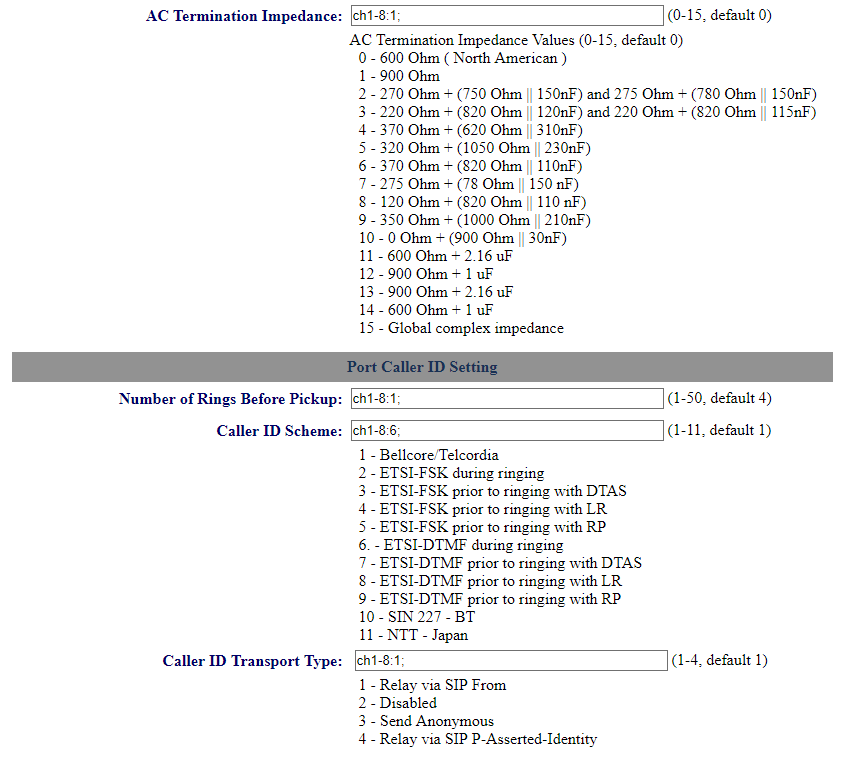 AC Termination Impedance: ch1-8:1; (0-15, default 0)
AC Termination Impedance Values (0-15, default 0)
0 - 600 Ohm ( North American )
1 - 900 Ohm
2 - 270 Ohm + (750 Ohm || 150nF) and 275 Ohm + (780 Ohm || 150nF)
3 - 220 Ohm + (820 Ohm || 120nF) and 220 Ohm + (820 Ohm || 115nF)
4 - 370 Ohm + (620 Ohm || 310nF)
5 - 320 Ohm + (1050 Ohm || 230nF)
6 - 370 Ohm + (820 Ohm || 110nF)
7 - 275 Ohm + (78 Ohm || 150 nF)
8 - 120 Ohm + (820 Ohm || 110 nF)
9 - 350 Ohm + (1000 Ohm || 210nF)
10 - 0 Ohm + (900 Ohm || 30nF)
11 - 600 Ohm + 2.16 uF
12 - 900 Ohm + 1 uF
13 - 900 Ohm + 2.16 uF
14 - 600 Ohm + 1 uF
15 - Global complex impedance
Port Caller ID Setting
Number of Rings Before Pickup: ch1-8:1; (1-50, default 4)
Caller ID Scheme: ch1-8:6; (1-11, default 1)
1 - Bellcore/Telcordia
2 - ETSI-FSK during ringing
3 - ETSI-FSK prior to ringing with DTAS
4 - ETSI-FSK prior to ringing with LR
5 - ETSI-FSK prior to ringing with RP
6. - ETSI-DTMF during ringing
7 - ETSI-DTMF prior to ringing with DTAS
8 - ETSI-DTMF prior to ringing with LR
9 - ETSI-DTMF prior to ringing with RP
10 - SIN 227 - BT
11 - NTT - Japan
Caller ID Transport Type: ch1-8:1; (1-4, default 1)
1 - Relay via SIP From
2 - Disabled
3 - Send Anonymous
4 - Relay via SIP P-Asserted-Identity